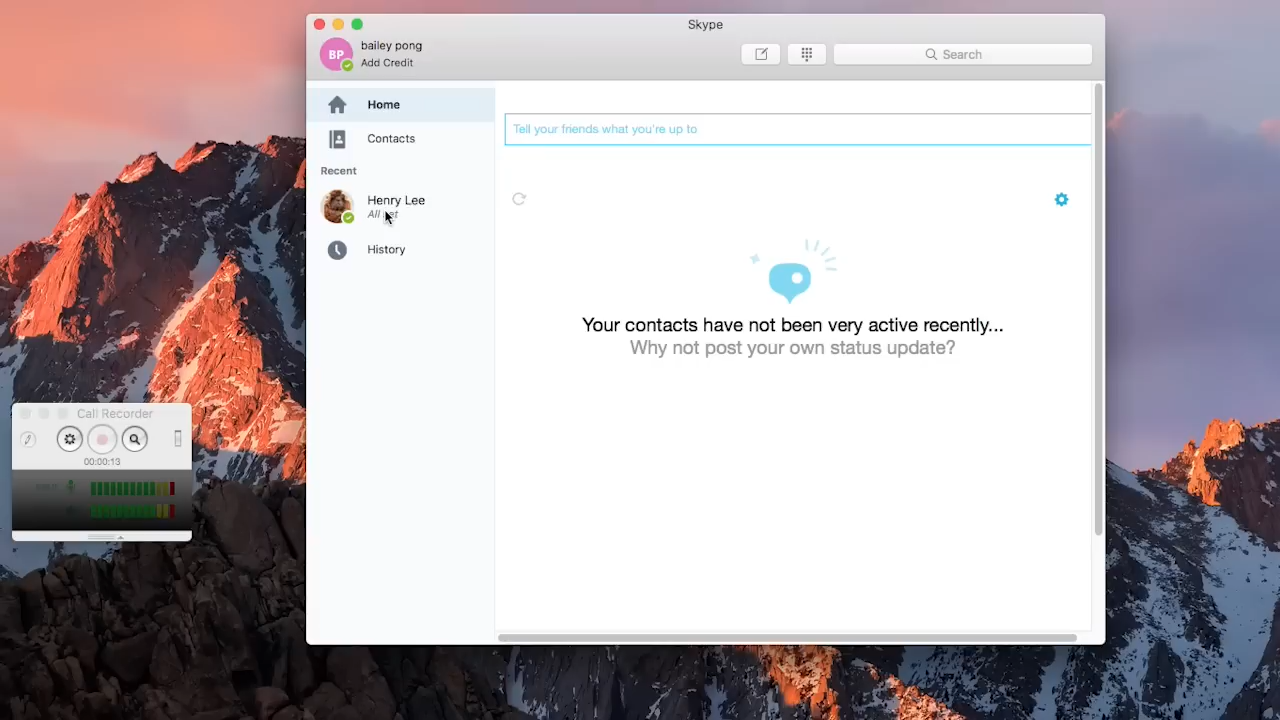 Skype
BP
bailey pong
Add Credit
Search
Home
Contacts
Recent
Henry Lee
All
History
Tell your friends what you're up to
Your contacts have not been very active recently...
Why not post your own status update?
Call Recorder
00:00:13